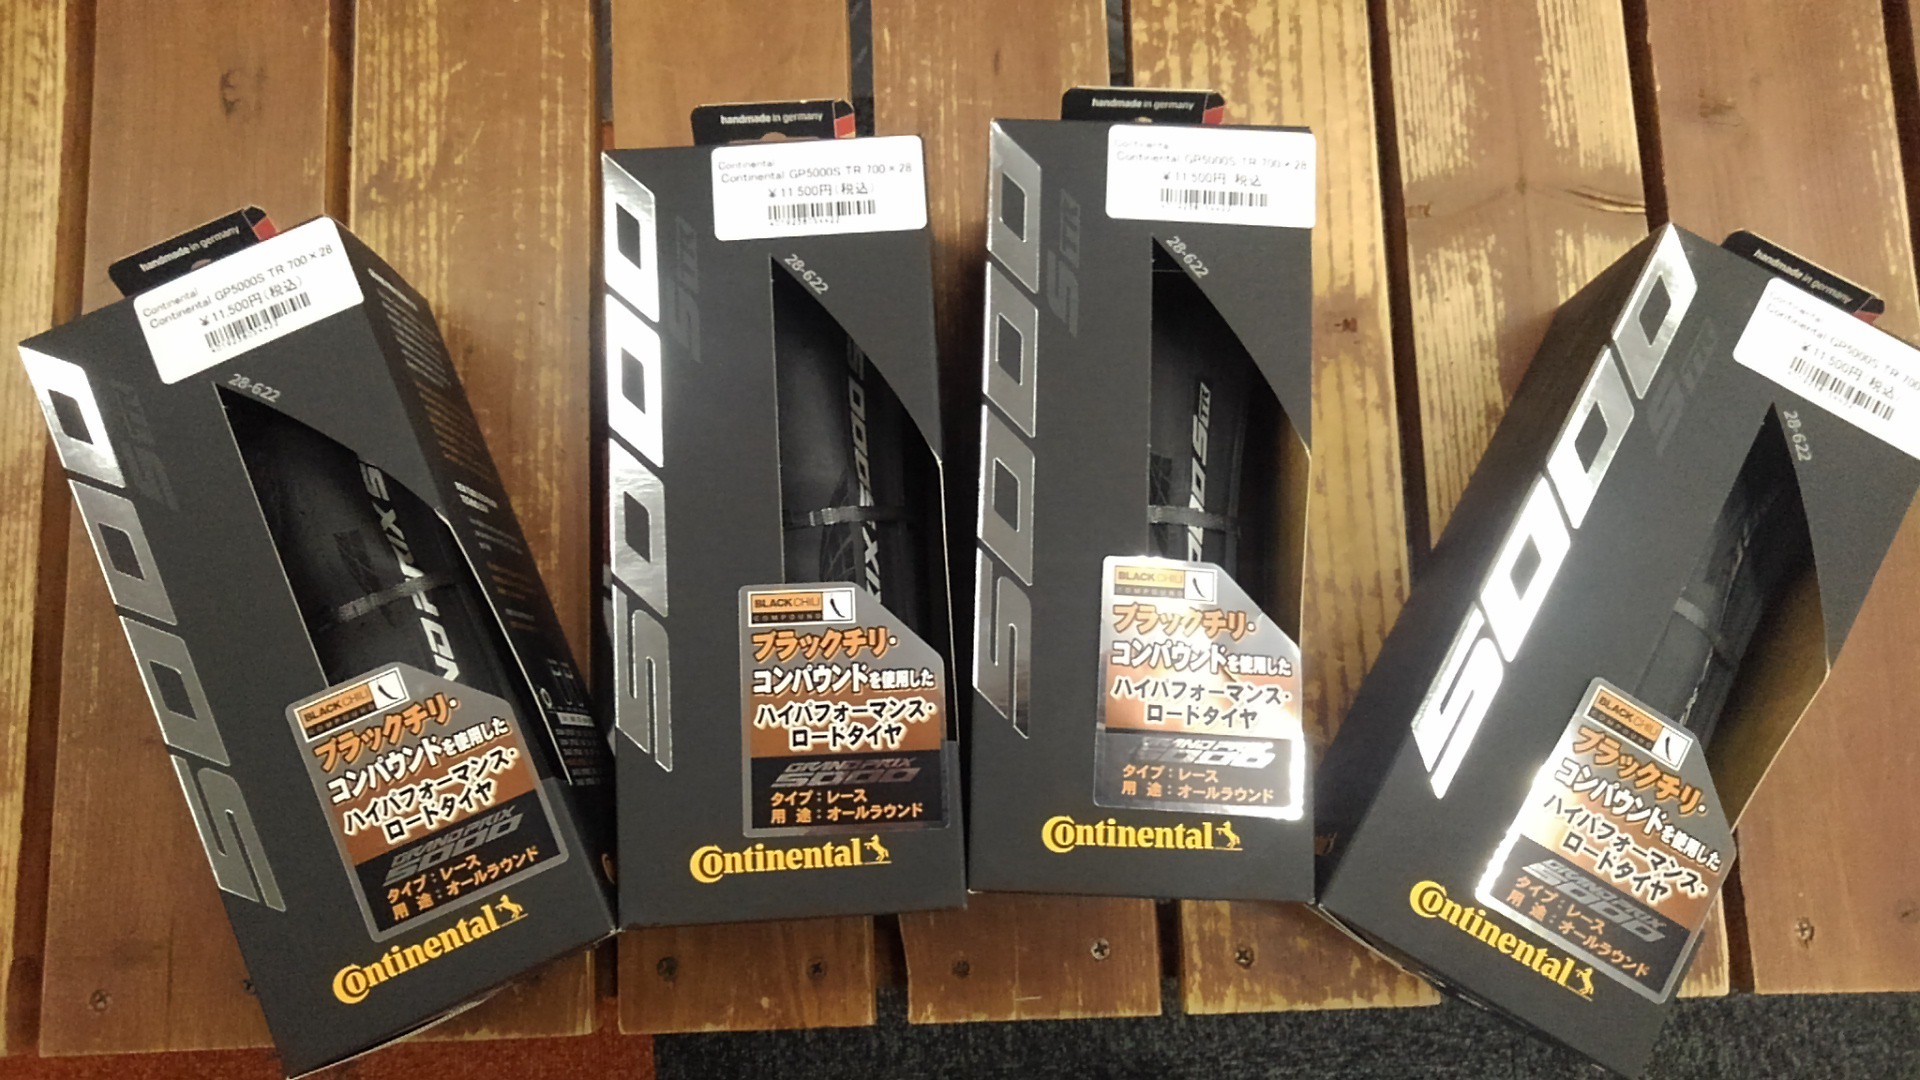 handmade in germany
Continental
Continental GP5000S TR 700×28
¥11,500円(税込)
28-622
5000
S TR
BLACK CHILI
COMPOUND
ブラックチリ・
コンパウンドを使用した
ハイパフォーマンス・
ロードタイヤ
GRAND PRIX
5000
タイプ:レース
用 途:オールラウンド
Continental
handmade in germany
Continental
Continental GP5000S TR 700×28
¥11,500円(税込)
28-622
5000
S TR
BLACK CHILI
COMPOUND
ブラックチリ・
コンパウンドを使用した
ハイパフォーマンス・
ロードタイヤ
GRAND PRIX
5000
タイプ:レース
用 途:オールラウンド
Continental
handmade in germany
Continental
Continental GP5000S TR 700×28
¥11,500円 税込
28-622
5000
S TR
5000 S TR
BLACK CHILI
COMPOUND
ブラックチリ・
コンパウンドを使用した
ハイパフォーマンス・
ロードタイヤ
GRAND PRIX
5000
タイプ:レース
用 途:オールラウンド
Continental
handmade in germany
Continental
Continental GP5000S TR 700
¥11,500円 税込
28-622
5000
S TR
BLACK CHILI
COMPOUND
ブラックチリ・
コンパウンドを使用した
ハイパフォーマンス・
ロードタイヤ
GRAND PRIX
5000
タイプ:レース
用 途:オールラウンド
Continental